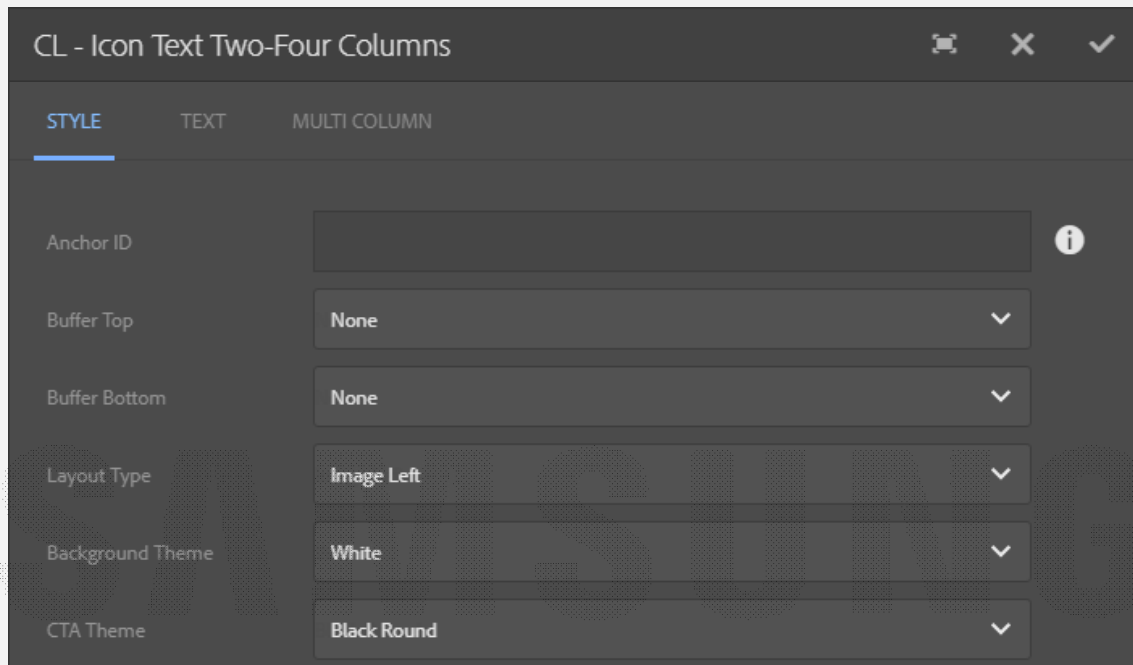 CL - Icon Text Two-Four Columns
STYLE TEXT MULTI COLUMN
Anchor ID
Buffer Top None
Buffer Bottom None
Layout Type Image Left
Background Theme White
CTA Theme Black Round
SAMSUNG